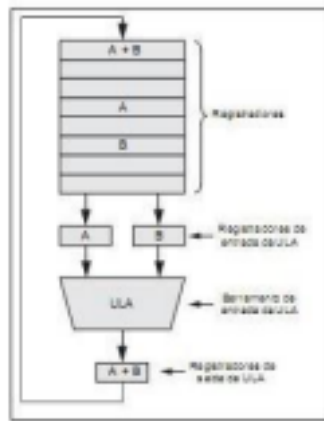 A + B
A
Registradores
B
A
B
Registradores de
entrada da ULA
ULA
Barramento de
entrada da ULA
A + B
Registradores de
saída da ULA